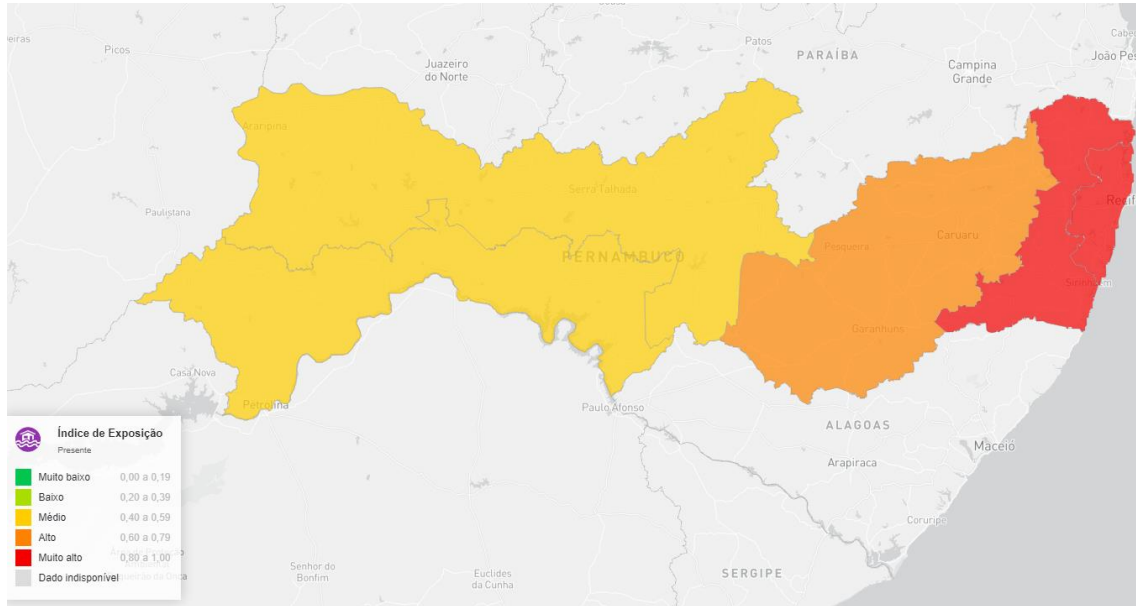 Picos
Patos
PARAÍBA
Cabe
João Pes
Juazeiro
do Norte
Campina
Grande
Araripina
Serra Talhada
Paulistana
Recif
PERNAMBUCO
Pesqueira
Caruaru
Garanhuns
Casa Nova
Petrolina
Paulo Afonso
ALAGOAS
Maceió
Arapiraca
Coruripe
Senhor do
Bonfim
Euclides
da Cunha
SERGIPE
Índice de Exposição
Presente
Muito baixo 0,00 a 0,19
Baixo 0,20 a 0,39
Médio 0,40 a 0,59
Alto 0,60 a 0,79
Muito alto 0,80 a 1,00
Dado indisponível